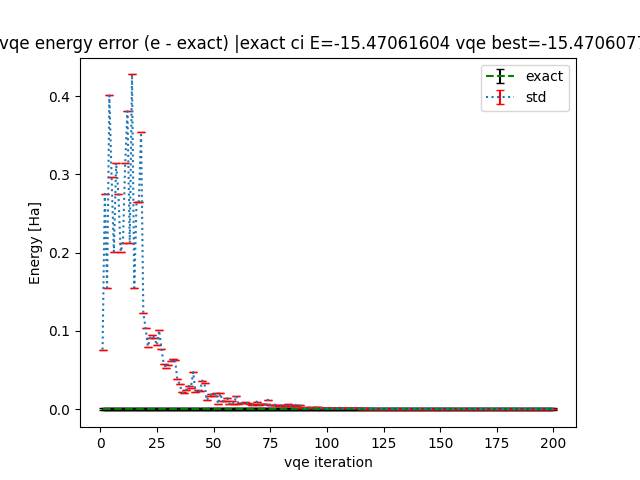 vqe energy error (e - exact) |exact ci E=-15.47061604 vqe best=-15.4706077
exact
std
0.4
0.3
0.2
0.1
0.0
Energy [Ha]
0 25 50 75 100 125 150 175 200
vqe iteration